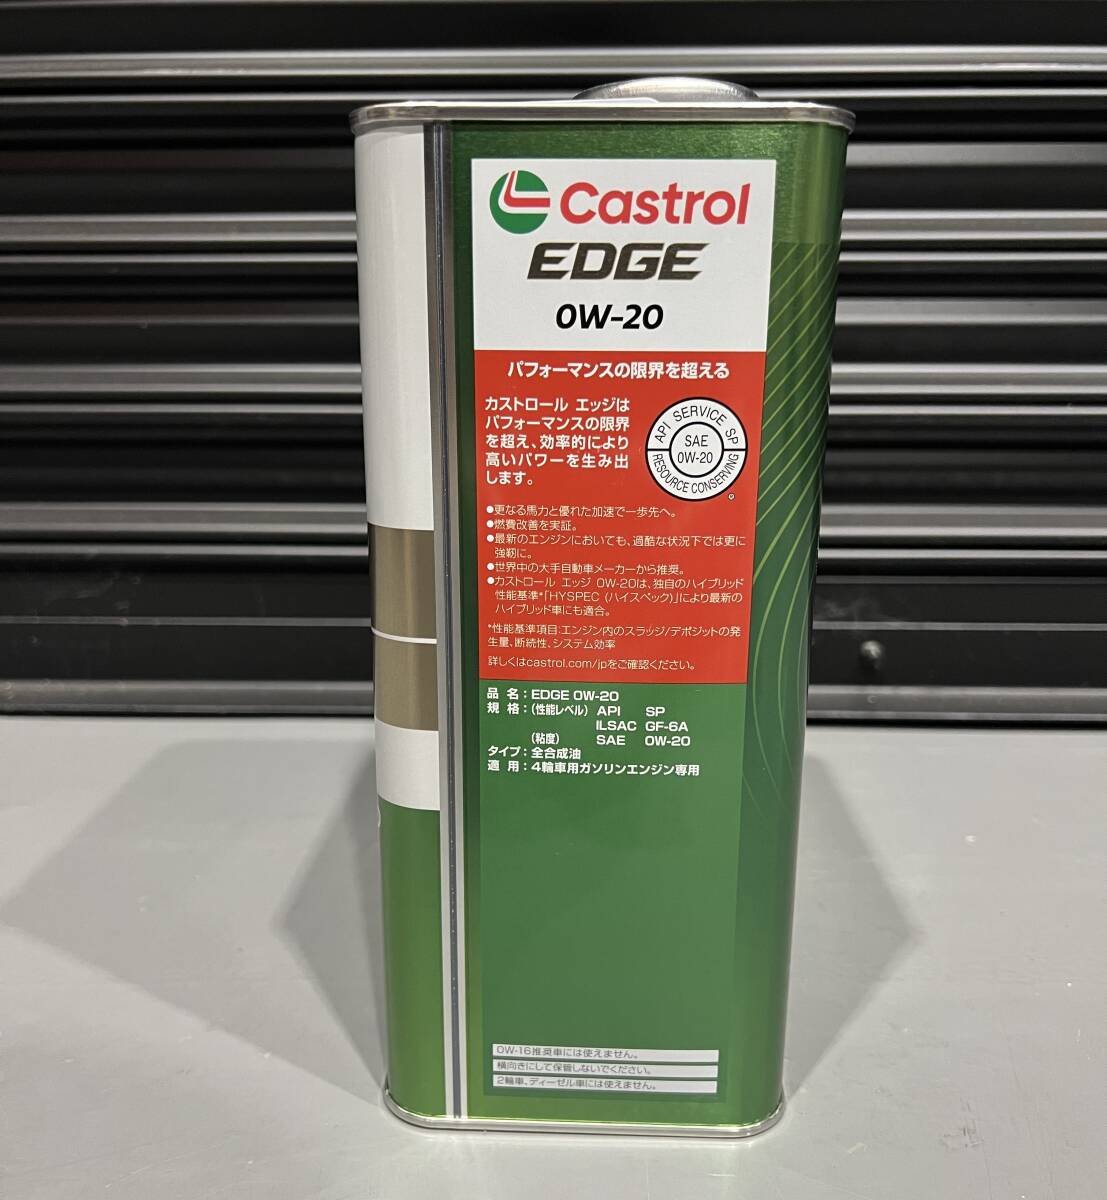 Castrol
EDGE
0W-20
パフォーマンスの限界を超える
カストロール エッジは
パフォーマンスの限界
を超え、効率的により
高いパワーを生み出
します。
API SERVICE SP
SAE
0W-20
RESOURCE CONSERVING
●更なる馬力と優れた加速で一歩先へ。
●燃費改善を実証。
●最新のエンジンにおいても、過酷な状況下では更に
強靭に。
●世界中の大手自動車メーカーから推奨。
●カストロール エッジ 0W-20は、独自のハイブリッド
性能基準*「HYSPEC (ハイスペック)」により最新の
ハイブリッド車にも適合。
*性能基準項目:エンジン内のスラッジ/デポジットの発
生量、断続性、システム効率
詳しくはcastrol.com/jpをご確認ください。
品 名:EDGE 0W-20
規 格:(性能レベル) API SP
ILSAC GF-6A
(粘度) SAE 0W-20
タイプ:全合成油
適 用:4輪車用ガソリンエンジン専用
0W-16推奨車には使えません。
横向きにして保管しないでください。
2輪車、ディーゼル車には使えません。